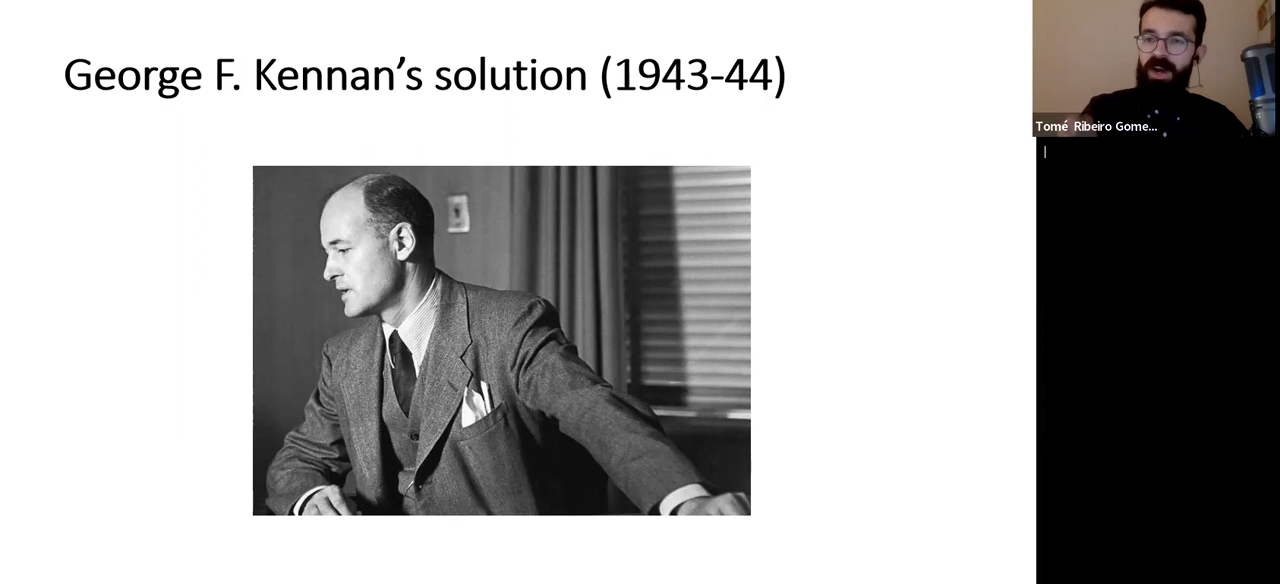 George F. Kennan’s solution (1943-44)
Tomé Ribeiro Gome...